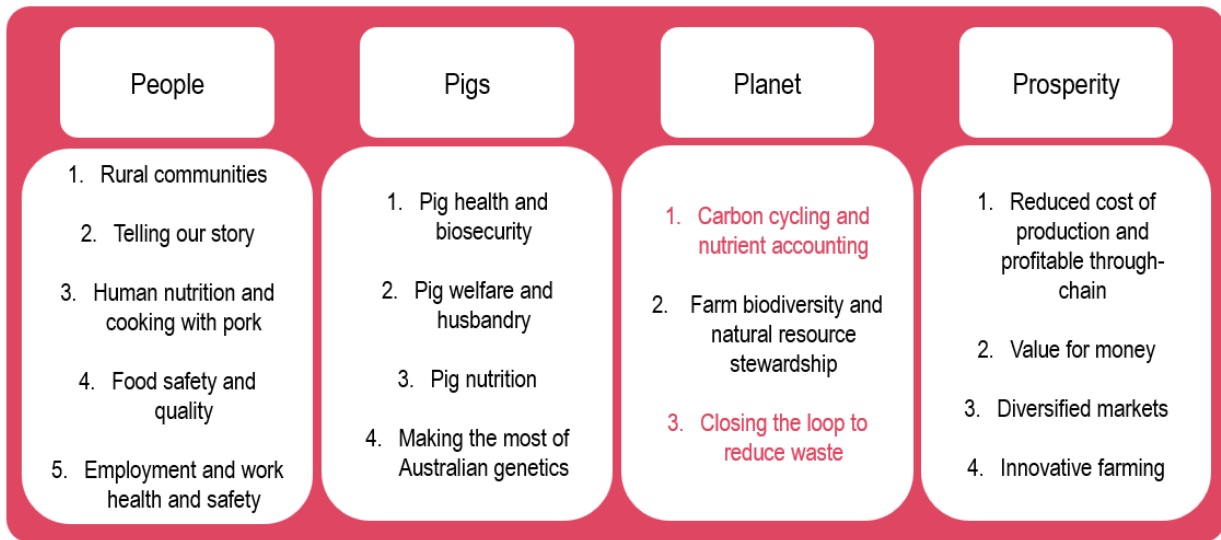 People
1. Rural communities
2. Telling our story
3. Human nutrition and
cooking with pork
4. Food safety and
quality
5. Employment and work
health and safety
Pigs
1. Pig health and
biosecurity
2. Pig welfare and
husbandry
3. Pig nutrition
4. Making the most of
Australian genetics
Planet
1. Carbon cycling and
nutrient accounting
2. Farm biodiversity and
natural resource
stewardship
3. Closing the loop to
reduce waste
Prosperity
1. Reduced cost of
production and
profitable through-
chain
2. Value for money
3. Diversified markets
4. Innovative farming